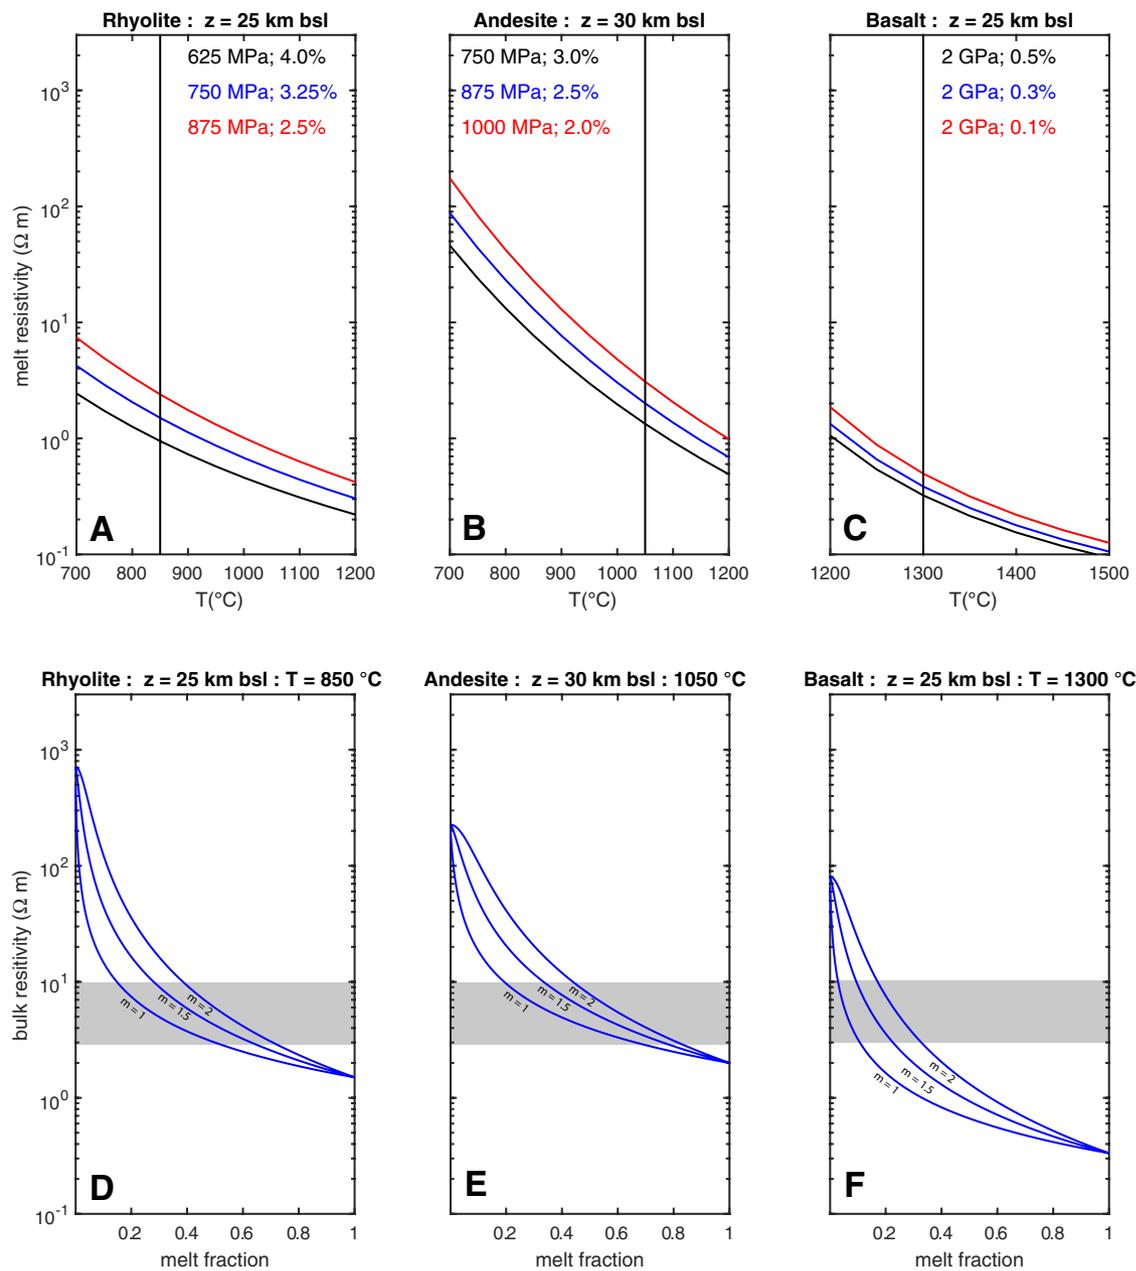 Rhyolite : z = 25 km bsl
625 MPa; 4.0%
750 MPa; 3.25%
875 MPa; 2.5%
melt resistivity (Ω m)
10³
10²
10¹
10⁰
10⁻¹
A
700 800 900 1000 1100 1200
T(°C)
Andesite : z = 30 km bsl
750 MPa; 3.0%
875 MPa; 2.5%
1000 MPa; 2.0%
B
700 800 900 1000 1100 1200
T(°C)
Basalt : z = 25 km bsl
2 GPa; 0.5%
2 GPa; 0.3%
2 GPa; 0.1%
C
1200 1300 1400 1500
T(°C)
Rhyolite : z = 25 km bsl : T = 850 °C
bulk resitivity (Ω m)
10³
10²
10¹
10⁰
10⁻¹
m = 1
m = 1.5
m = 2
D
0.2 0.4 0.6 0.8 1
melt fraction
Andesite : z = 30 km bsl : 1050 °C
m = 1
m = 1.5
m = 2
E
0.2 0.4 0.6 0.8 1
melt fraction
Basalt : z = 25 km bsl : T = 1300 °C
m = 1
m = 1.5
m = 2
F
0.2 0.4 0.6 0.8 1
melt fraction